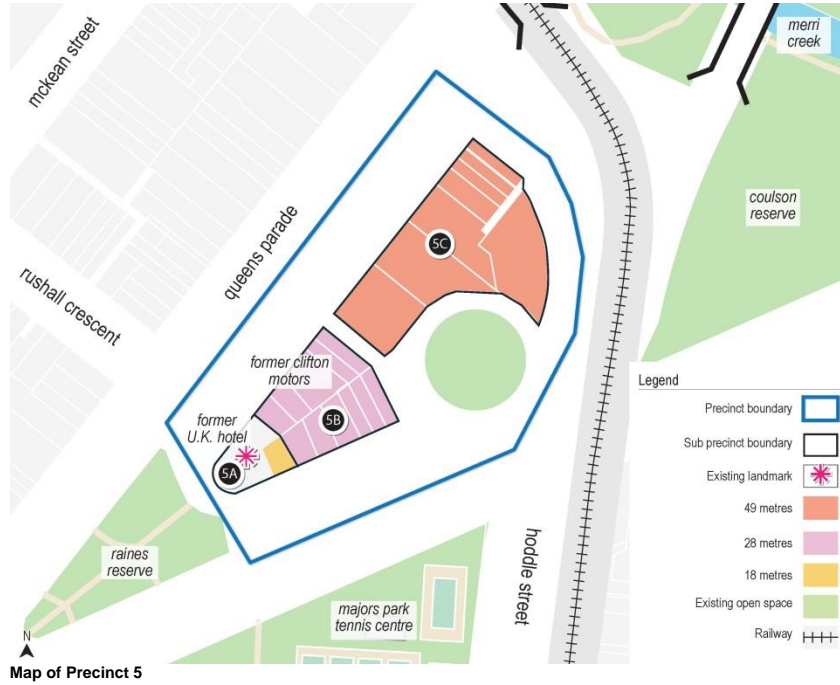 mckean street
merri
creek
queens parade
coulson
reserve
rushall crescent
5C
former clifton
motors
5B
former
U.K. hotel
5A
raines
reserve
hoddle street
majors park
tennis centre
N
Legend
Precinct boundary
Sub precinct boundary
Existing landmark
49 metres
28 metres
18 metres
Existing open space
Railway
Map of Precinct 5